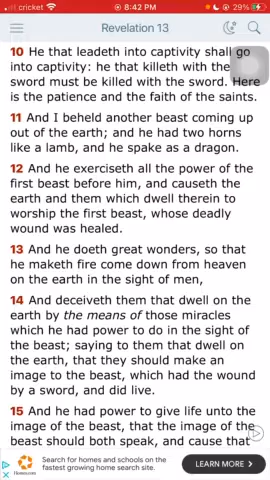 cricket
8:42 PM
Revelation 13
10 He that leadeth into captivity shall go
into captivity: he that killeth with the
sword must be killed with the sword. Here
is the patience and the faith of the saints.
11 And I beheld another beast coming up
out of the earth; and he had two horns
like a lamb, and he spake as a dragon.
12 And he exerciseth all the power of the
first beast before him, and causeth the
earth and them which dwell therein to
worship the first beast, whose deadly
wound was healed.
13 And he doeth great wonders, so that
he maketh fire come down from heaven
on the earth in the sight of men,
14 And deceiveth them that dwell on the
earth by the means of those miracles
which he had power to do in the sight of
the beast; saying to them that dwell on
the earth, that they should make an
image to the beast, which had the wound
by a sword, and did live.
15 And he had power to give life unto the
image of the beast, that the image of the
beast should both speak, and cause that
Search for homes and schools on the
fastest growing home search site.
LEARN MORE >
Homes.com